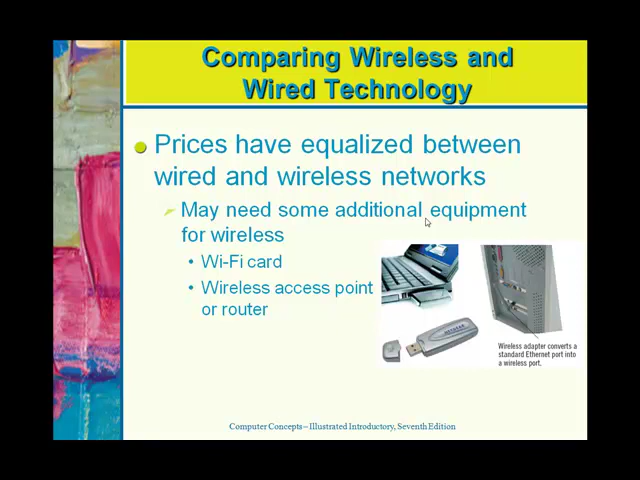 Comparing Wireless and
Wired Technology
Prices have equalized between
wired and wireless networks
May need some additional equipment
for wireless
• Wi-Fi card
• Wireless access point
or router
NETGEAR
Wireless adapter converts a
standard Ethernet port into
a wireless port.
Computer Concepts – Illustrated Introductory, Seventh Edition